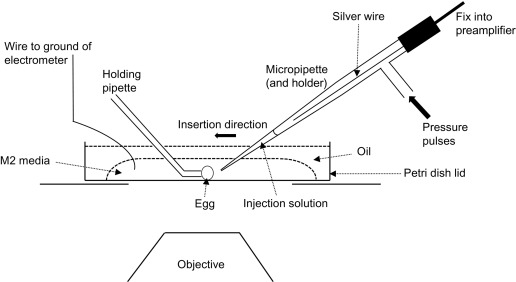 Silver wire
Fix into
preamplifier
Wire to ground of
electrometer
Holding
pipette
Micropipette
(and holder)
Insertion direction
Pressure
pulses
M2 media
Oil
Petri dish lid
Egg
Injection solution
Objective